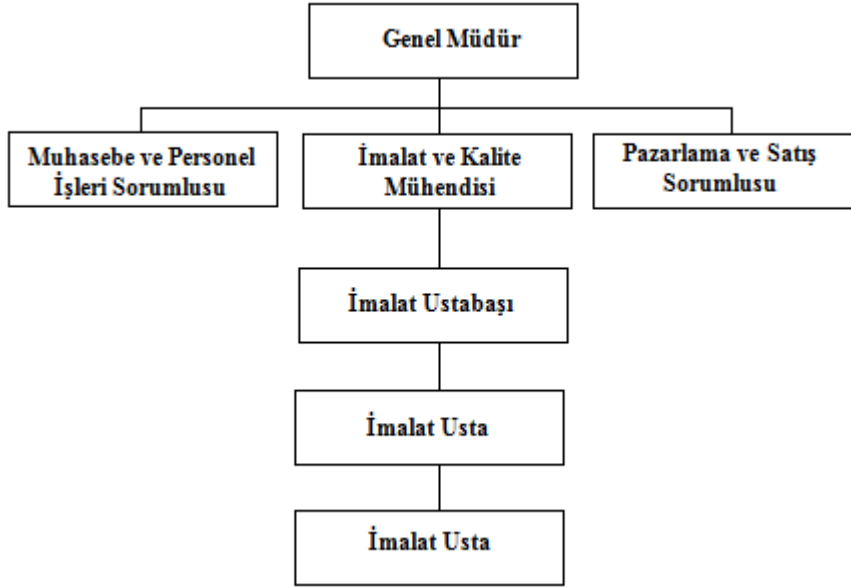 Genel Müdür
Muhasebe ve Personel
İşleri Sorumlusu
İmalat ve Kalite
Mühendisi
Pazarlama ve Satış
Sorumlusu
İmalat Ustabaşı
İmalat Usta
İmalat Usta